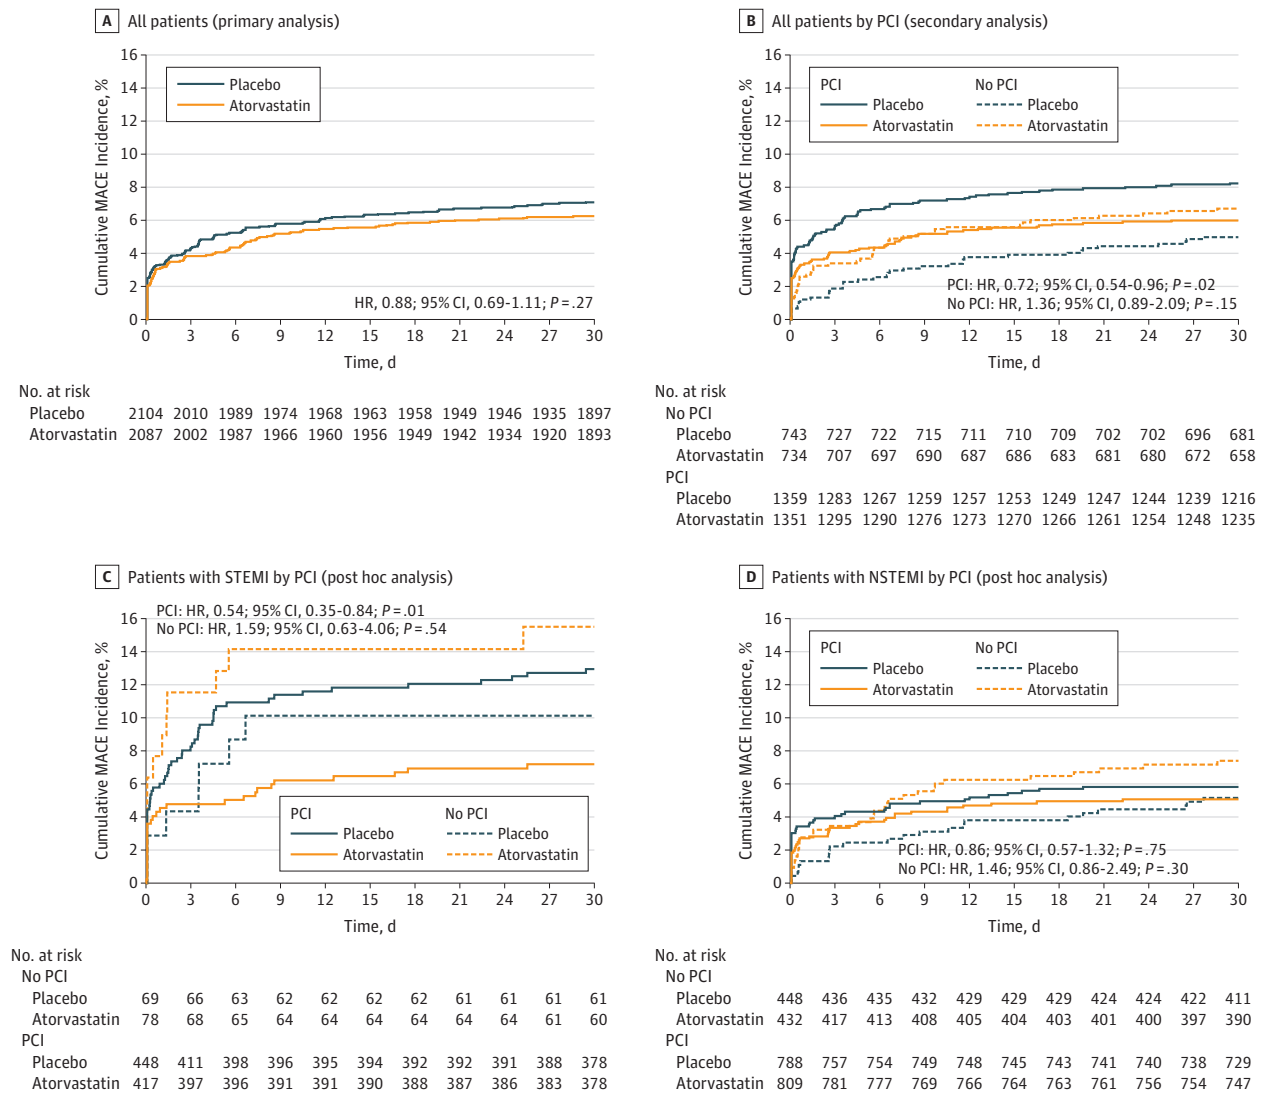 A All patients (primary analysis)
16
14
12
10
8
6
4
2
0
Cumulative MACE Incidence, %
Placebo
Atorvastatin
HR, 0.88; 95% CI, 0.69-1.11; P = .27
0 3 6 9 12 15 18 21 24 27 30
Time, d
No. at risk
Placebo 2104 2010 1989 1974 1968 1963 1958 1949 1946 1935 1897
Atorvastatin 2087 2002 1987 1966 1960 1956 1949 1942 1934 1920 1893
B All patients by PCI (secondary analysis)
16
14
12
10
8
6
4
2
0
Cumulative MACE Incidence, %
PCI No PCI
Placebo Placebo
Atorvastatin Atorvastatin
PCI: HR, 0.72; 95% CI, 0.54-0.96; P = .02
No PCI: HR, 1.36; 95% CI, 0.89-2.09; P = .15
0 3 6 9 12 15 18 21 24 27 30
Time, d
No. at risk
No PCI
Placebo 743 727 722 715 711 710 709 702 702 696 681
Atorvastatin 734 707 697 690 687 686 683 681 680 672 658
PCI
Placebo 1359 1283 1267 1259 1257 1253 1249 1247 1244 1239 1216
Atorvastatin 1351 1295 1290 1276 1273 1270 1266 1261 1254 1248 1235
C Patients with STEMI by PCI (post hoc analysis)
PCI: HR, 0.54; 95% CI, 0.35-0.84; P = .01
No PCI: HR, 1.59; 95% CI, 0.63-4.06; P = .54
16
14
12
10
8
6
4
2
0
Cumulative MACE Incidence, %
PCI No PCI
Placebo Placebo
Atorvastatin Atorvastatin
0 3 6 9 12 15 18 21 24 27 30
Time, d
No. at risk
No PCI
Placebo 69 66 63 62 62 62 62 61 61 61 61
Atorvastatin 78 68 65 64 64 64 64 64 64 61 60
PCI
Placebo 448 411 398 396 395 394 392 392 391 388 378
Atorvastatin 417 397 396 391 391 390 388 387 386 383 378
D Patients with NSTEMI by PCI (post hoc analysis)
16
14
12
10
8
6
4
2
0
Cumulative MACE Incidence, %
PCI No PCI
Placebo Placebo
Atorvastatin Atorvastatin
PCI: HR, 0.86; 95% CI, 0.57-1.32; P = .75
No PCI: HR, 1.46; 95% CI, 0.86-2.49; P = .30
0 3 6 9 12 15 18 21 24 27 30
Time, d
No. at risk
No PCI
Placebo 448 436 435 432 429 429 429 424 424 422 411
Atorvastatin 432 417 413 408 405 404 403 401 400 397 390
PCI
Placebo 788 757 754 749 748 745 743 741 740 738 729
Atorvastatin 809 781 777 769 766 764 763 761 756 754 747